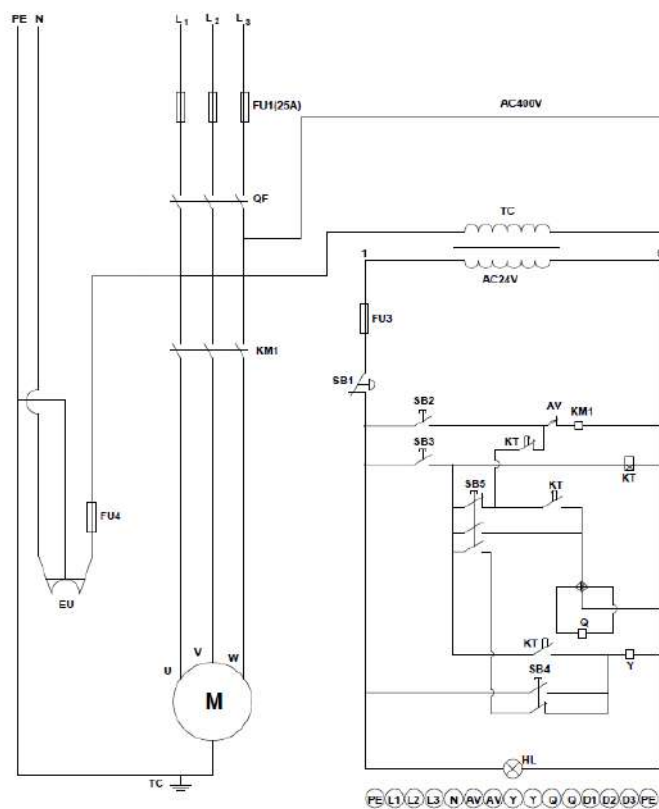 PE N L1 L2 L3
FU1(25A)
AC400V
QF
TC
1
AC24V
FU3
KM1
SB1
SB2
AV
KM1
KT
SB3
KT
SB5
KT
FU4
EU
Q
KT
Y
V
U
W
SB4
M
HL
TC
PE L1 L2 L3 N AV AV Y Y Q Q D1 D2 D3 PE